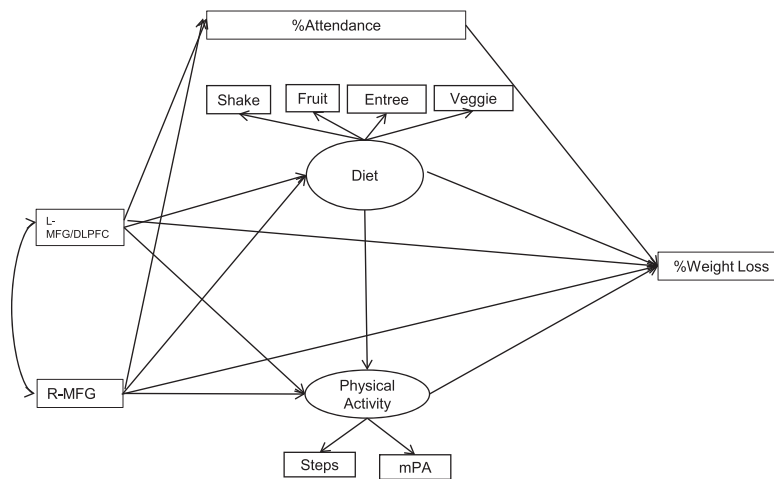 %Attendance
Shake
Fruit
Entree
Veggie
Diet
L-
MFG/DLPFC
%Weight Loss
R-MFG
Physical
Activity
Steps
mPA